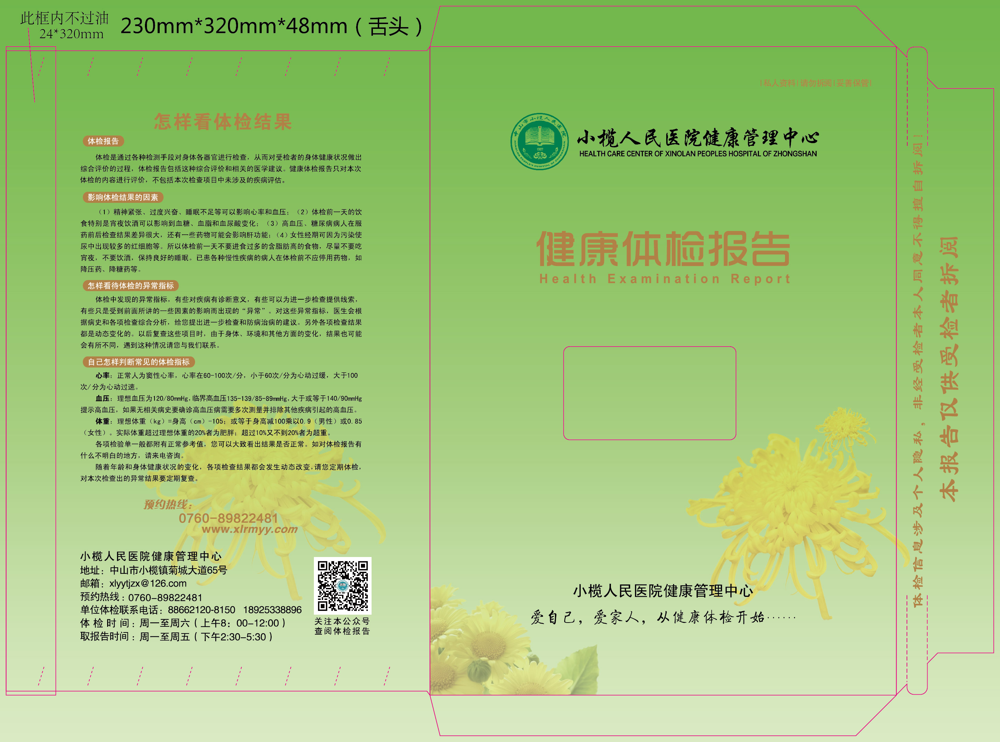 此框内不过油
24*320mm
230mm*320mm*48mm（舌头）
怎样看体检结果
体检报告
体检是通过各种检测手段对身体各器官进行检查，从而对受检者的身体健康状况做出
综合评价的过程，体检报告包括这种综合评价和相关的医学建议。健康体检报告只对本次
体检的内容进行评价，不包括本次检查项目中未涉及的疾病评估。
影响体检结果的因素
（1）精神紧张、过度兴奋、睡眠不足等可以影响心率和血压；（2）体检前一天的饮
食特别是宵夜饮酒可以影响到血糖、血脂和血尿酸变化；（3）高血压、糖尿病病人在服
药前后检查结果差异很大，还有一些药物可能会影响肝功能；（4）女性经期可因为污染使
尿中出现较多的红细胞等。所以体检前一天不要进食过多的含脂肪高的食物，尽量不要吃
宵夜，不要饮酒，保持良好的睡眠。已患各种慢性疾病的病人在体检前不应停用药物，如
降压药、降糖药等。
怎样看待体检的异常指标
体检中发现的异常指标，有些对疾病有诊断意义，有些可以为进一步检查提供线索，
有些只是受到前面所讲的一些因素的影响而出现的“异常”。对这些异常指标，医生会根
据病史和各项检查综合分析，给您提出进一步检查和防病治病的建议。另外各项检查结果
都是动态变化的。以后复查这些项目时，由于身体、环境和其他方面的变化，结果也可能
会有所不同，遇到这种情况请您与我们联系。
自己怎样判断常见的体检指标
心率：正常人为窦性心率，心率在60-100次/分，小于60次/分为心动过缓，大于100
次/分为心动过速。
血压：理想血压为120/80mmHg,临界高血压135-139/85-89mmHg,大于或等于140/90mmHg
提示高血压，如果无相关病史要确诊高血压病需要多次测量并排除其他疾病引起的高血压。
体重：理想体重（kg）=身高（cm）-105；或等于身高减100乘以0.9（男性）或0.85
（女性）。实际体重超过理想体重的20%者为肥胖；超过10%又不到20%者为超重。
各项检验单一般都附有正常参考值，您可以大致看出结果是否正常。如对体检报告有
什么不明白的地方，请来电咨询。
随着年龄和身体健康状况的变化，各项检查结果都会发生动态改变,请您定期体检，
对本次检查出的异常结果要定期复查。
预约热线：
0760-89822481
www.xlrmyy.com
小榄人民医院健康管理中心
地址：中山市小榄镇菊城大道65号
邮箱：xlyytjzx@126.com
预约热线：0760-89822481
单位体检联系电话：88662120-8150 18925338896
体 检 时 间：周一至周六（上午8：00-12:00）
取报告时间：周一至周五（下午2:30-5:30）
关注本公众号
查阅体检报告
|私人资料|请勿拆阅|妥善保管|
中山市小榄人民医院
1987
XIAOLAN PEOPLE'S HOSPITAL OF ZHONGSHAN
小榄人民医院健康管理中心
HEALTH CARE CENTER OF XINOLAN PEOPLES HOSPITAL OF ZHONGSHAN
健康体检报告
Health Examination Report
小榄人民医院健康管理中心
爱自己，爱家人，从健康体检开始……
体检信息涉及个人隐私，非经受检者本人同意不得擅自拆阅！
本报告仅供受检者拆阅